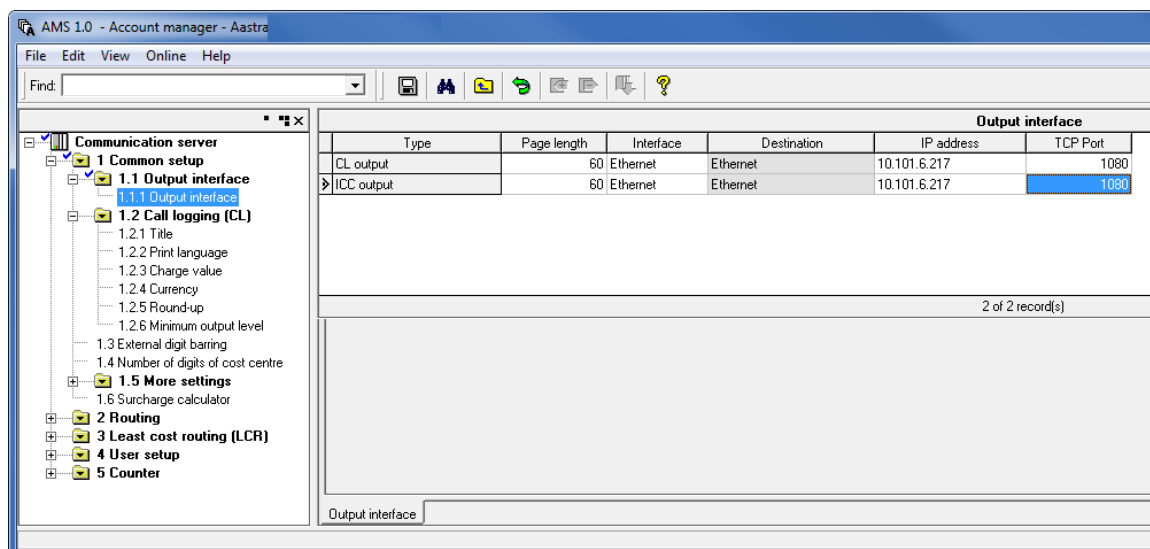 AMS 1.0 - Account manager - Aastra
File Edit View Online Help
Find:
Communication server
1 Common setup
1.1 Output interface
1.1.1 Output interface
1.2 Call logging (CL)
1.2.1 Title
1.2.2 Print language
1.2.3 Charge value
1.2.4 Currency
1.2.5 Round-up
1.2.6 Minimum output level
1.3 External digit barring
1.4 Number of digits of cost centre
1.5 More settings
1.6 Surcharge calculator
2 Routing
3 Least cost routing (LCR)
4 User setup
5 Counter
Output interface
Type Page length Interface Destination IP address TCP Port
CL output 60 Ethernet Ethernet 10.101.6.217 1080
ICC output 60 Ethernet Ethernet 10.101.6.217 1080
2 of 2 record(s)
Output interface